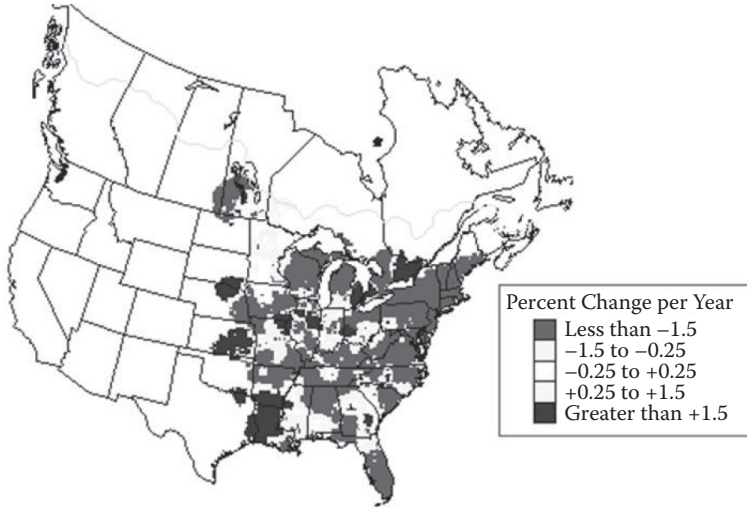 Percent Change per Year
Less than −1.5
−1.5 to −0.25
−0.25 to +0.25
+0.25 to +1.5
Greater than +1.5